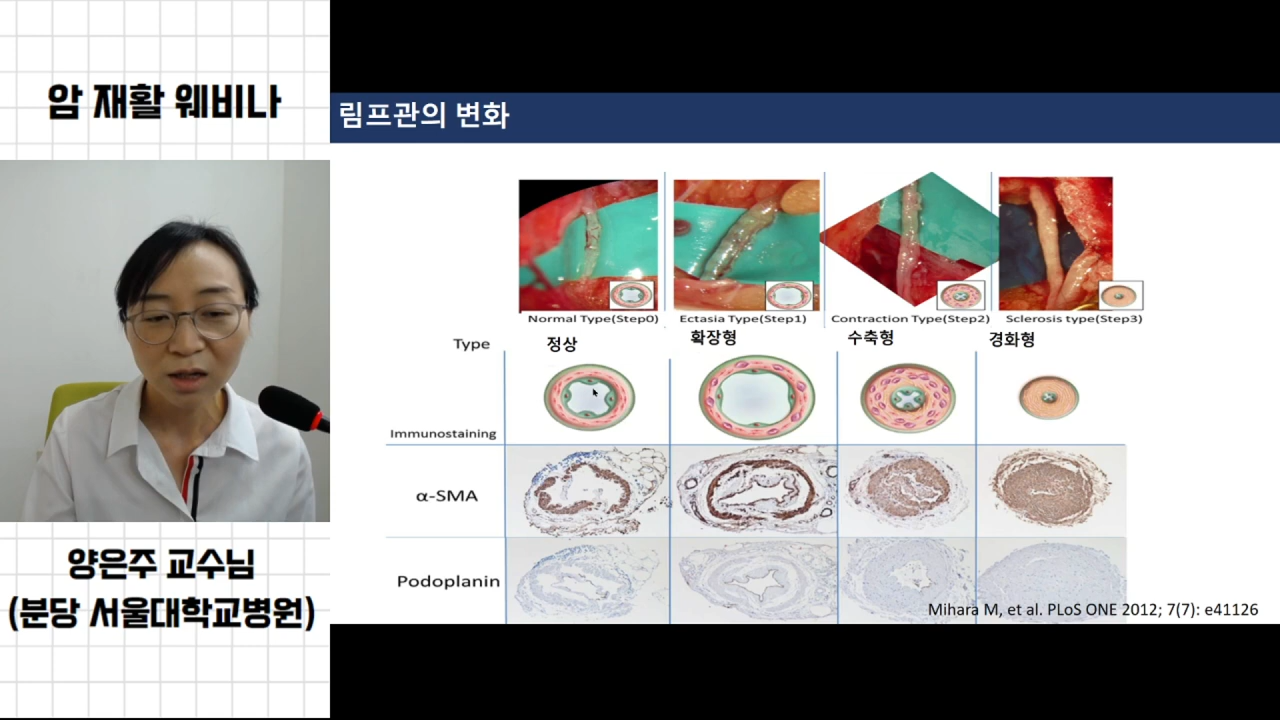 암 재활 웨비나
림프관의 변화
Normal Type(Step0) Ectasia Type(Step1) Contraction Type(Step2) Sclerosis type(Step3)
Type 정상 확장형 수축형 경화형
Immunostaining
α-SMA
Podoplanin
Mihara M, et al. PLoS ONE 2012; 7(7): e41126
양은주 교수님
(분당 서울대학교병원)